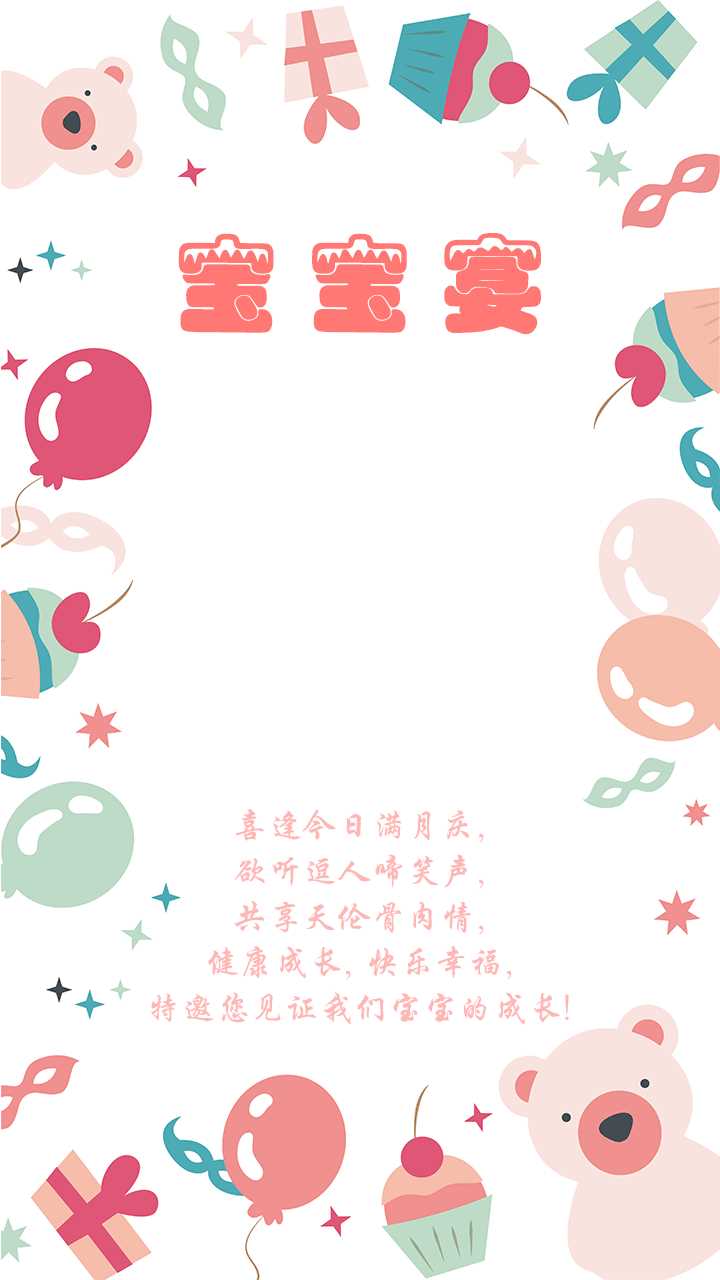 宝宝宴
喜逢今日满月庆,
欲听逗人啼笑声,
共享天伦骨肉情,
健康成长,快乐幸福,
特邀您见证我们宝宝的成长!